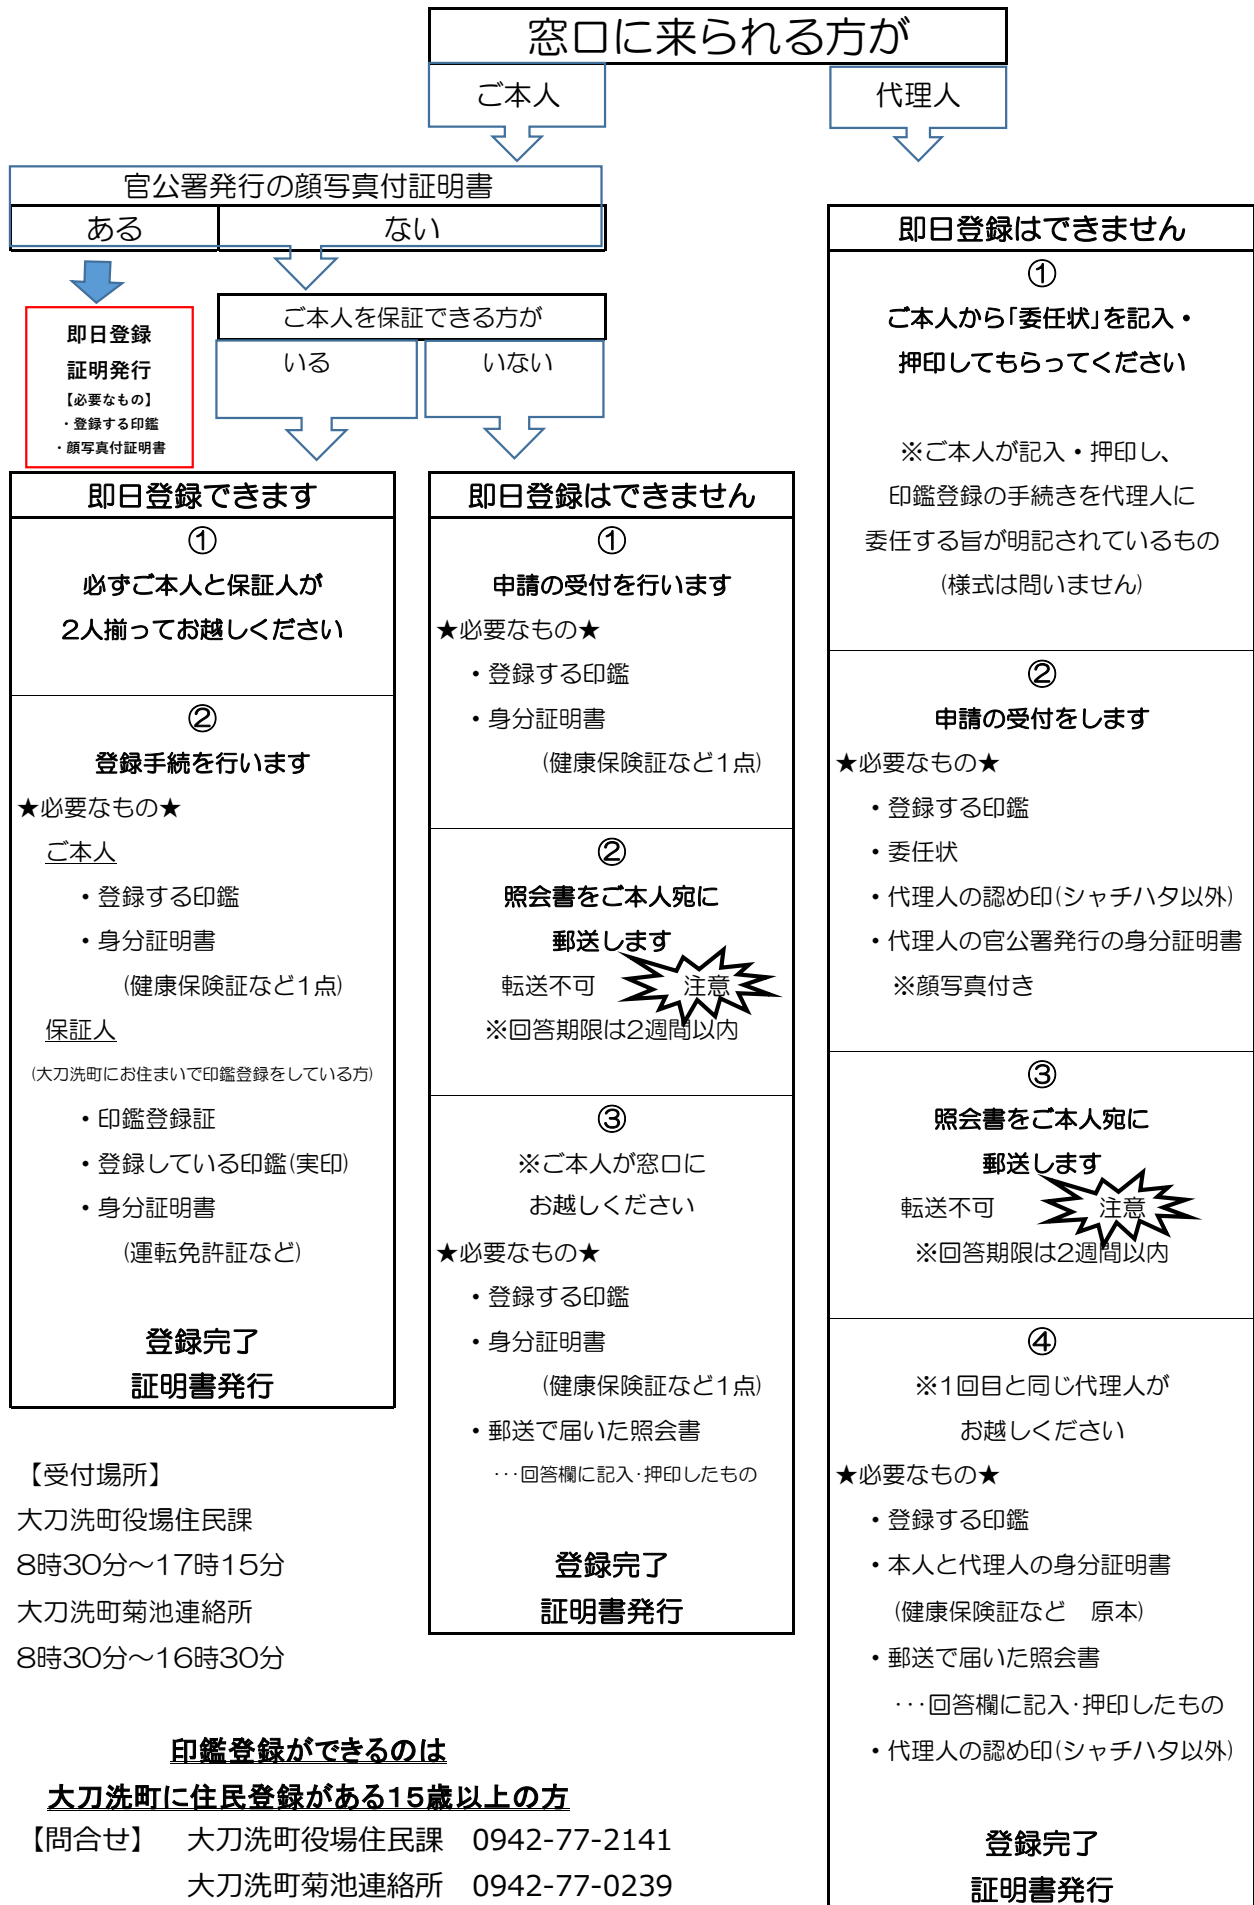 窓口に来られる方が
ご本人
代理人
官公署発行の顔写真付証明書
ある
ない
即日登録
証明発行
【必要なもの】
・登録する印鑑
・顔写真付証明書
ご本人を保証できる方が
いる
いない
即日登録できます
①
必ずご本人と保証人が
2人揃ってお越しください
②
登録手続を行います
★必要なもの★
ご本人
・登録する印鑑
・身分証明書
(健康保険証など1点)
保証人
(大刀洗町にお住まいで印鑑登録をしている方)
・印鑑登録証
・登録している印鑑(実印)
・身分証明書
(運転免許証など)
登録完了
証明書発行
即日登録はできません
①
申請の受付を行います
★必要なもの★
・登録する印鑑
・身分証明書
(健康保険証など1点)
②
照会書をご本人宛に
郵送します
転送不可
注意
※回答期限は2週間以内
③
※ご本人が窓口に
お越しください
★必要なもの★
・登録する印鑑
・身分証明書
(健康保険証など1点)
・郵送で届いた照会書
･･･回答欄に記入･押印したもの
登録完了
証明書発行
即日登録はできません
①
ご本人から｢委任状｣を記入・
押印してもらってください
※ご本人が記入・押印し、
印鑑登録の手続きを代理人に
委任する旨が明記されているもの
(様式は問いません)
②
申請の受付をします
★必要なもの★
・登録する印鑑
・委任状
・代理人の認め印(シャチハタ以外)
・代理人の官公署発行の身分証明書
※顔写真付き
③
照会書をご本人宛に
郵送します
転送不可
注意
※回答期限は2週間以内
④
※1回目と同じ代理人が
お越しください
★必要なもの★
・登録する印鑑
・本人と代理人の身分証明書
(健康保険証など　原本)
・郵送で届いた照会書
･･･回答欄に記入･押印したもの
・代理人の認め印(シャチハタ以外)
登録完了
証明書発行
【受付場所】
大刀洗町役場住民課
8時30分～17時15分
大刀洗町菊池連絡所
8時30分～16時30分
印鑑登録ができるのは
大刀洗町に住民登録がある15歳以上の方
【問合せ】　大刀洗町役場住民課　0942-77-2141
大刀洗町菊池連絡所　0942-77-0239